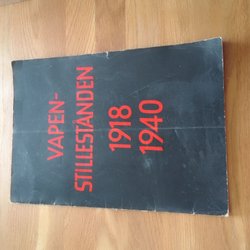 VAPEN-
STILLESTÅNDEN
1918
1940